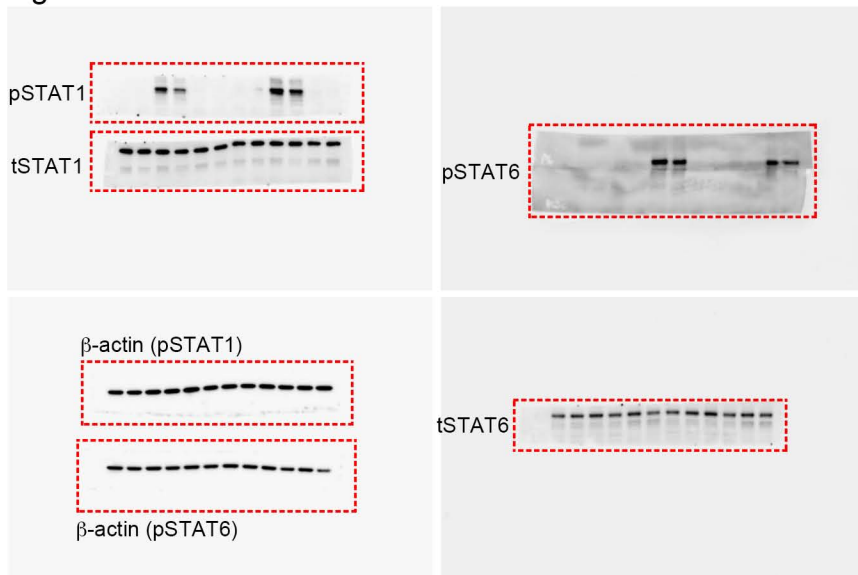 pSTAT1
tSTAT1
pSTAT6
β-actin (pSTAT1)
β-actin (pSTAT6)
tSTAT6